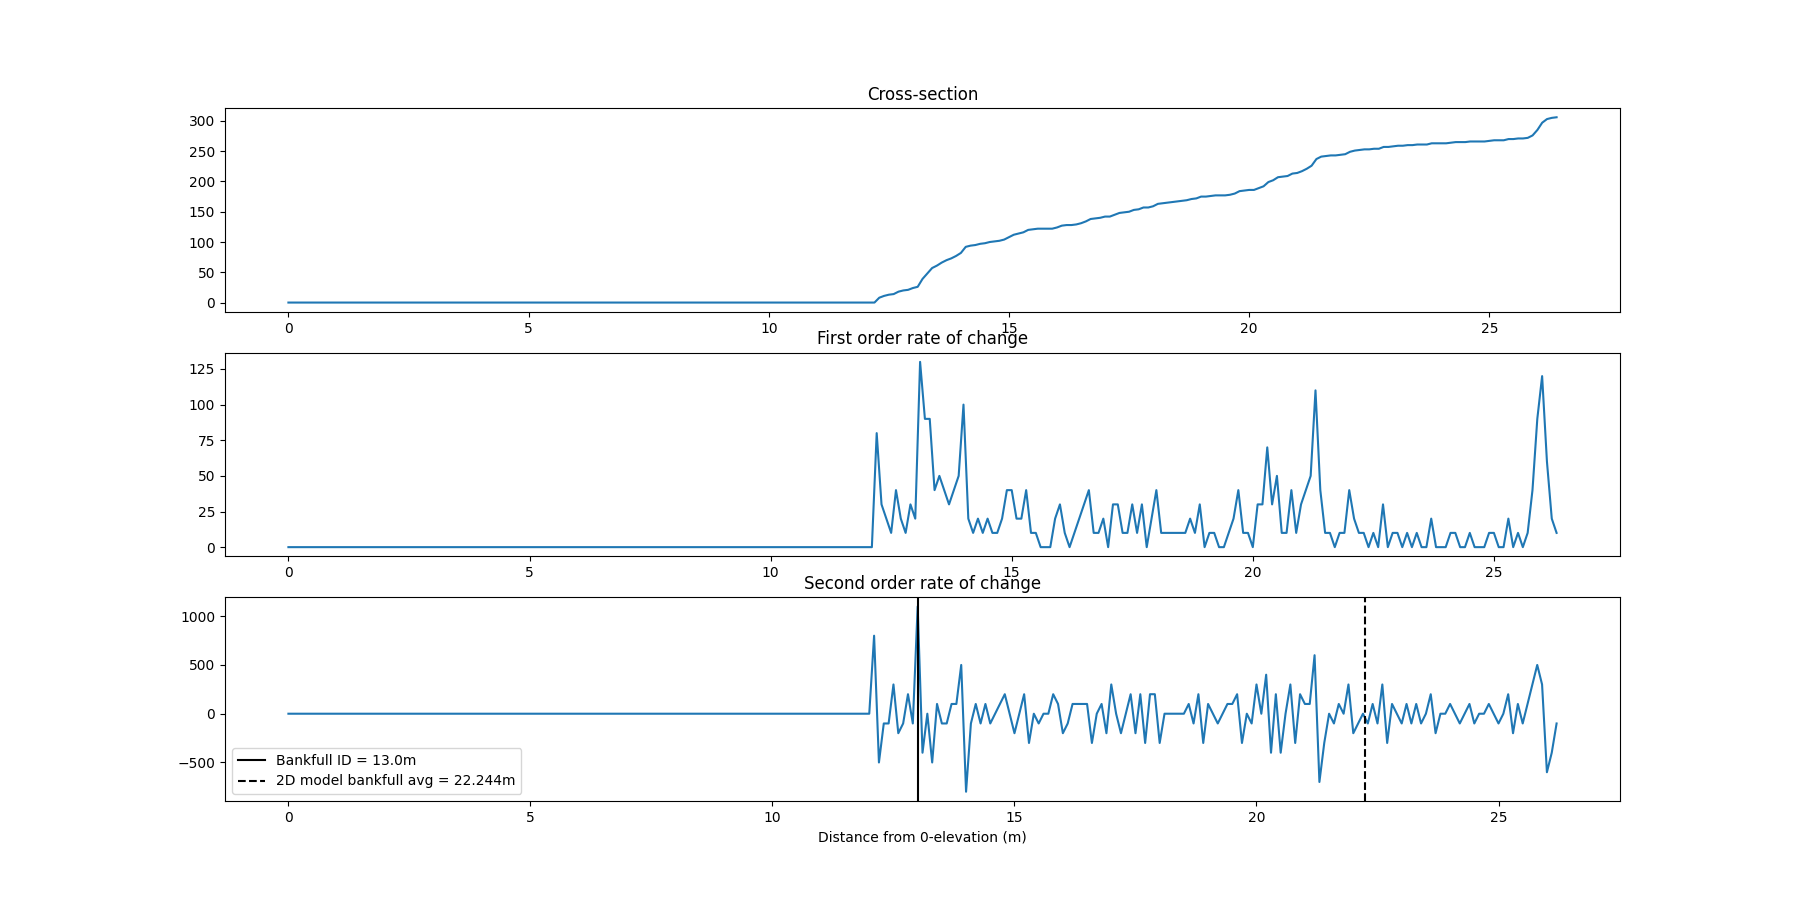 Cross-section
300
250
200
150
100
50
0
0 5 10 15 20 25
First order rate of change
125
100
75
50
25
0
0 5 10 15 20 25
Second order rate of change
1000
500
0
−500
Bankfull ID = 13.0m
2D model bankfull avg = 22.244m
0 5 10 15 20 25
Distance from 0-elevation (m)